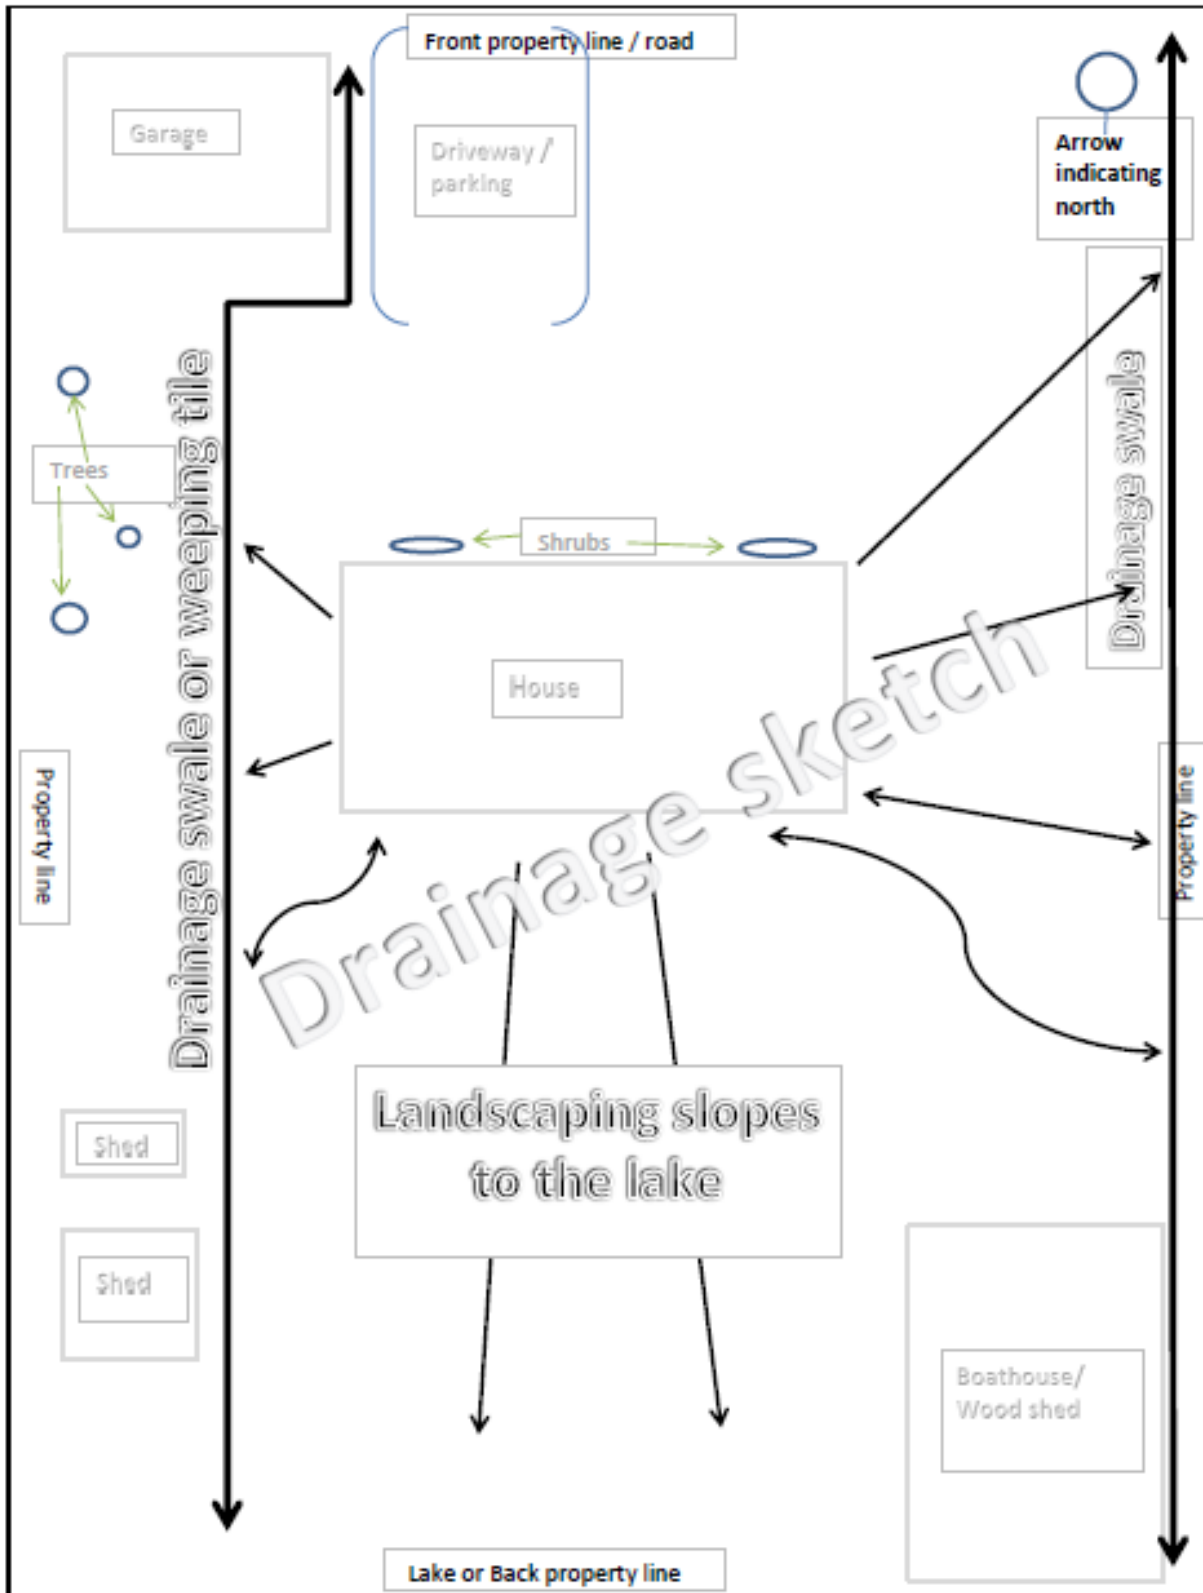 Front property line / road
Garage
Driveway /
parking
Arrow
indicating
north
Drainage swale
Drainage swale or weeping tile
Trees
Shrubs
House
Property line
Property line
Drainage sketch
Landscaping slopes
to the lake
Shed
Shed
Boathouse/
Wood shed
Lake or Back property line